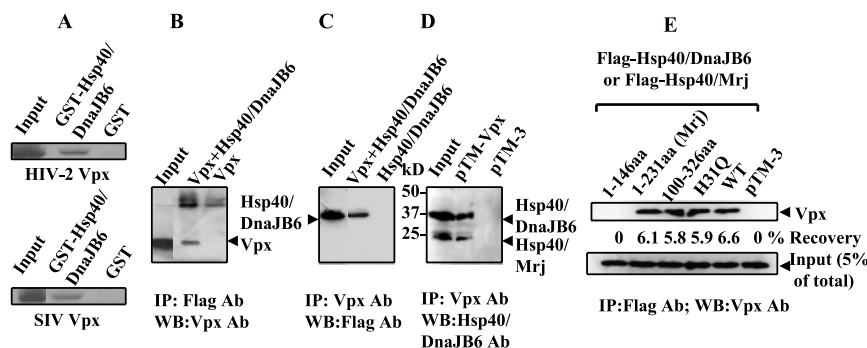 A
Input
GST-Hsp40/
DnaJB6
GST
HIV-2 Vpx
Input
GST-Hsp40/
DnaJB6
GST
SIV Vpx
B
Input
Vpx+Hsp40/DnaJB6
Vpx
Hsp40/
DnaJB6
Vpx
IP: Flag Ab
WB:Vpx Ab
C
Input
Vpx+Hsp40/DnaJB6
Hsp40/DnaJB6
IP: Vpx Ab
WB:Flag Ab
D
Input
pTM-Vpx
pTM-3
kD
50
37
25
Hsp40/
DnaJB6
Hsp40/
Mrj
IP: Vpx Ab
WB:Hsp40/
DnaJB6 Ab
E
Flag-Hsp40/DnaJB6
or Flag-Hsp40/Mrj
1-146aa
1-231aa (Mrj)
100-326aa
H31Q
WT
pTM-3
Vpx
0 6.1 5.8 5.9 6.6 0 % Recovery
Input (5%
of total)
IP:Flag Ab; WB:Vpx Ab